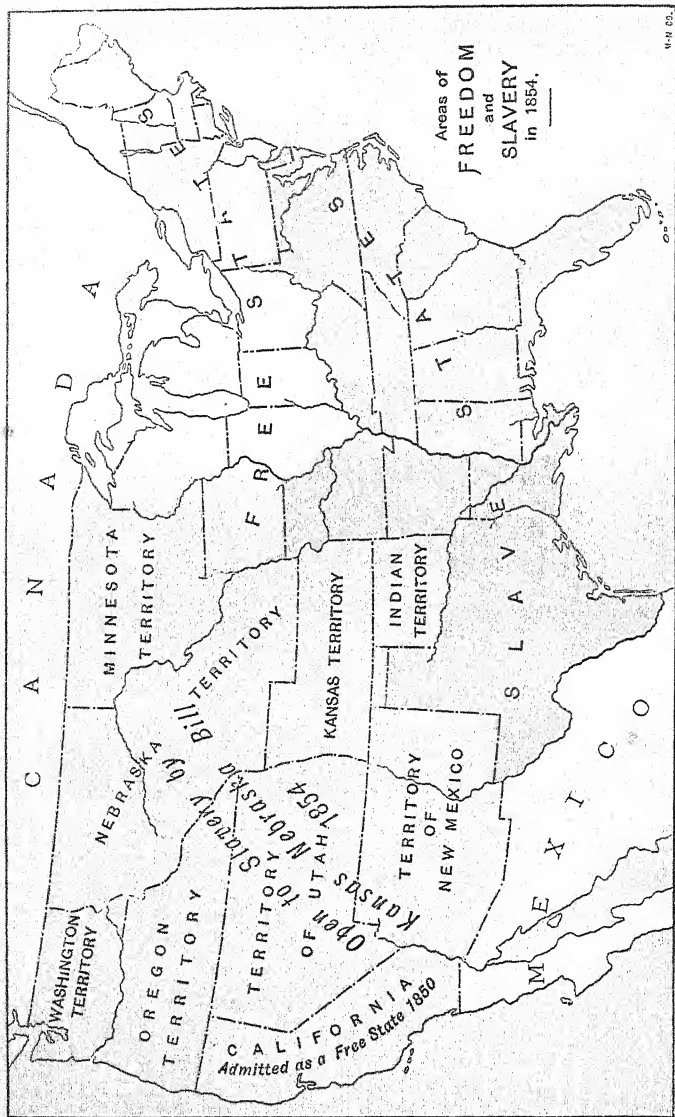 Areas of
FREEDOM
and
SLAVERY
in 1854.
CANADA
WASHINGTON
TERRITORY
OREGON
TERRITORY
NEBRASKA TERRITORY
MINNESOTA
TERRITORY
FREE STATES
CALIFORNIA
Admitted as a Free State 1850
TERRITORY
OF UTAH
Open to Slavery by
Kansas Nebraska Bill
1854
KANSAS TERRITORY
TERRITORY
OF
NEW MEXICO
INDIAN
TERRITORY
SLAVE STATES
MEXICO
M-N CO.